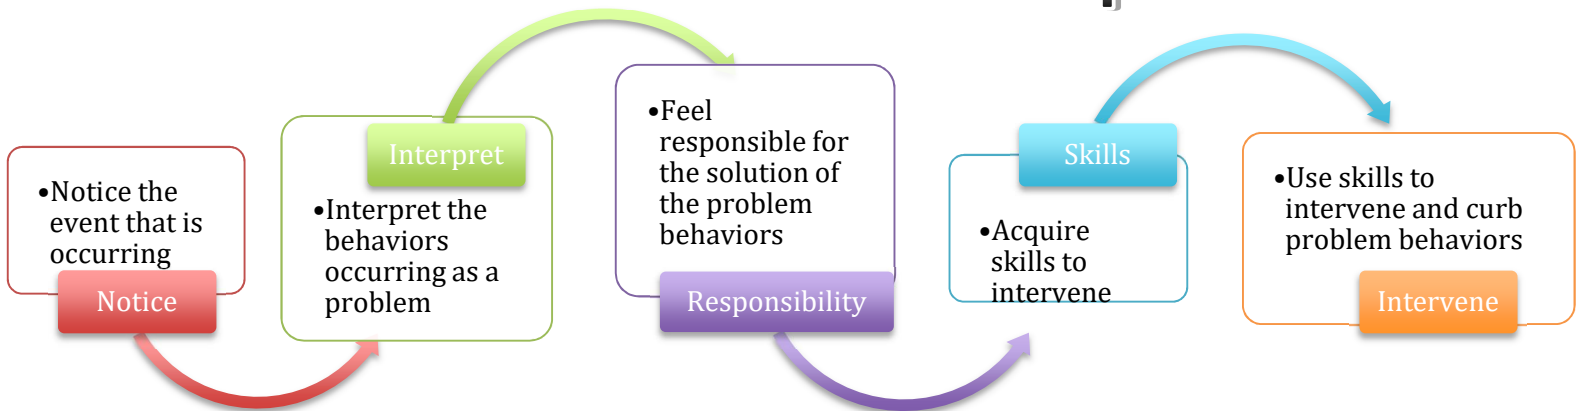 •Notice the
event that is
occurring
Notice
Interpret
•Interpret the
behaviors
occurring as a
problem
•Feel
responsible for
the solution of
the problem
behaviors
Responsibility
Skills
•Acquire
skills to
intervene
•Use skills to
intervene and curb
problem behaviors
Intervene